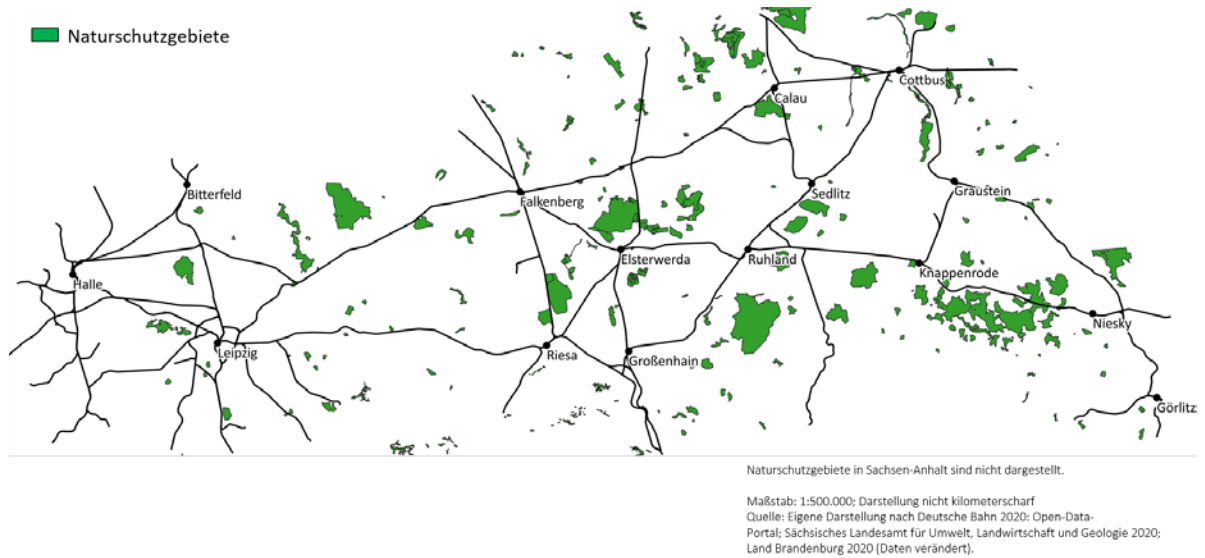 Naturschutzgebiete
Cottbus
Calau
Bitterfeld
Falkenberg
Sedlitz
Graustein
Elsterwerda
Ruhland
Knappenrode
Halle
Niesky
Leipzig
Riesa
Großenhain
Görlitz
Naturschutzgebiete in Sachsen-Anhalt sind nicht dargestellt.
Maßstab: 1:500.000; Darstellung nicht kilometerscharf
Quelle: Eigene Darstellung nach Deutsche Bahn 2020: Open-Data-
Portal; Sächsisches Landesamt für Umwelt, Landwirtschaft und Geologie 2020;
Land Brandenburg 2020 (Daten verändert).